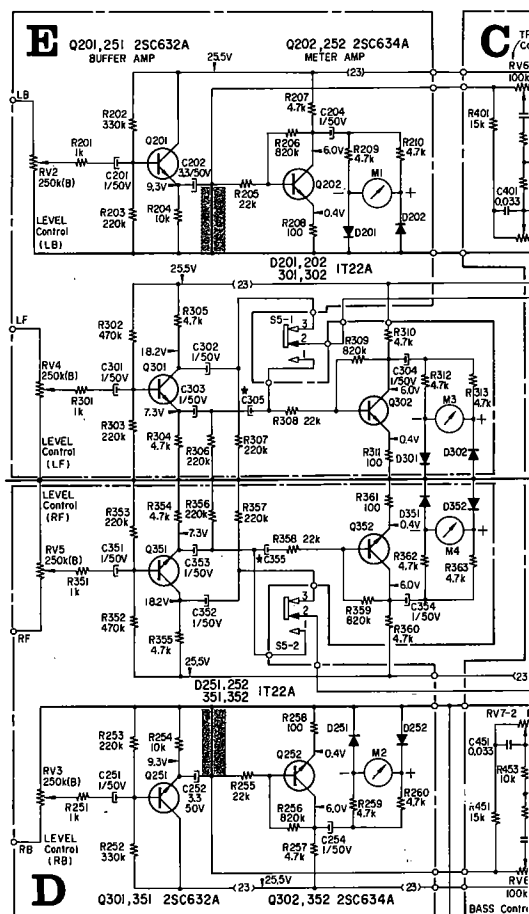 E
C
Q201,251 2SC632A
BUFFER AMP
Q202,252 2SC634A
METER AMP
25.5V
(23)
RV6
100k
LB
R202
330k
R207
4.7k
C204
1/50V
R401
15k
R201
1k
Q201
C202
3.3/50V
R206
820k
6.0V
R209
4.7k
R210
4.7k
RV2
250k(B)
C201
1/50V
9.3V
R205
22k
Q202
M1
C401
0.033
LEVEL
Control
(LB)
R203
220k
R204
10k
0.4V
R208
100
D201
D202
D201,202
301,302
1T22A
25.5V
(23)
LF
R302
470k
R305
4.7k
C302
1/50V
S5-1
3
2
1
R310
4.7k
R309
820k
C304
1/50V
18.2V
RV4
250k(B)
C301
1/50V
Q301
C303
1/50V
★
C305
6.0V
R312
4.7k
M3
R313
4.7k
R301
1k
7.3V
R308 22k
Q302
LEVEL
Control
(LF)
R303
220k
R304
4.7k
R306
220k
R307
220k
0.4V
R311
100
D301
D302
LEVEL
Control
(RF)
R353
220k
R354
4.7k
R356
220k
R357
220k
R361
100
D351
D352
7.3V
0.4V
M4
RV5
250k(B)
C351
1/50V
Q351
C353
1/50V
★
C355
R358 22k
Q352
R362
4.7k
R363
4.7k
R351
1k
6.0V
18.2V
C352
1/50V
3
2
1
R359
820k
C354
1/50V
RF
R352
470k
R355
4.7k
S5-2
R360
4.7k
25.5V
(23
D251,252
351,352
1T22A
RB
R253
220k
R254
10k
R258
100
D251
D252
RV7-2
9.3V
0.4V
C451
0.033
RV3
250k(B)
C251
1/50V
Q251
C252
3.3
50V
R255
22k
Q252
M2
R453
10k
R251
1k
R256
820k
6.0V
R259
4.7k
R260
4.7k
R451
15k
LEVEL
Control
(RB)
R252
330k
R257
4.7k
C254
1/50V
D
25.5V
(23)
(23)
100k
Q301,351 2SC632A
Q302,352 2SC634A
BASS Contro